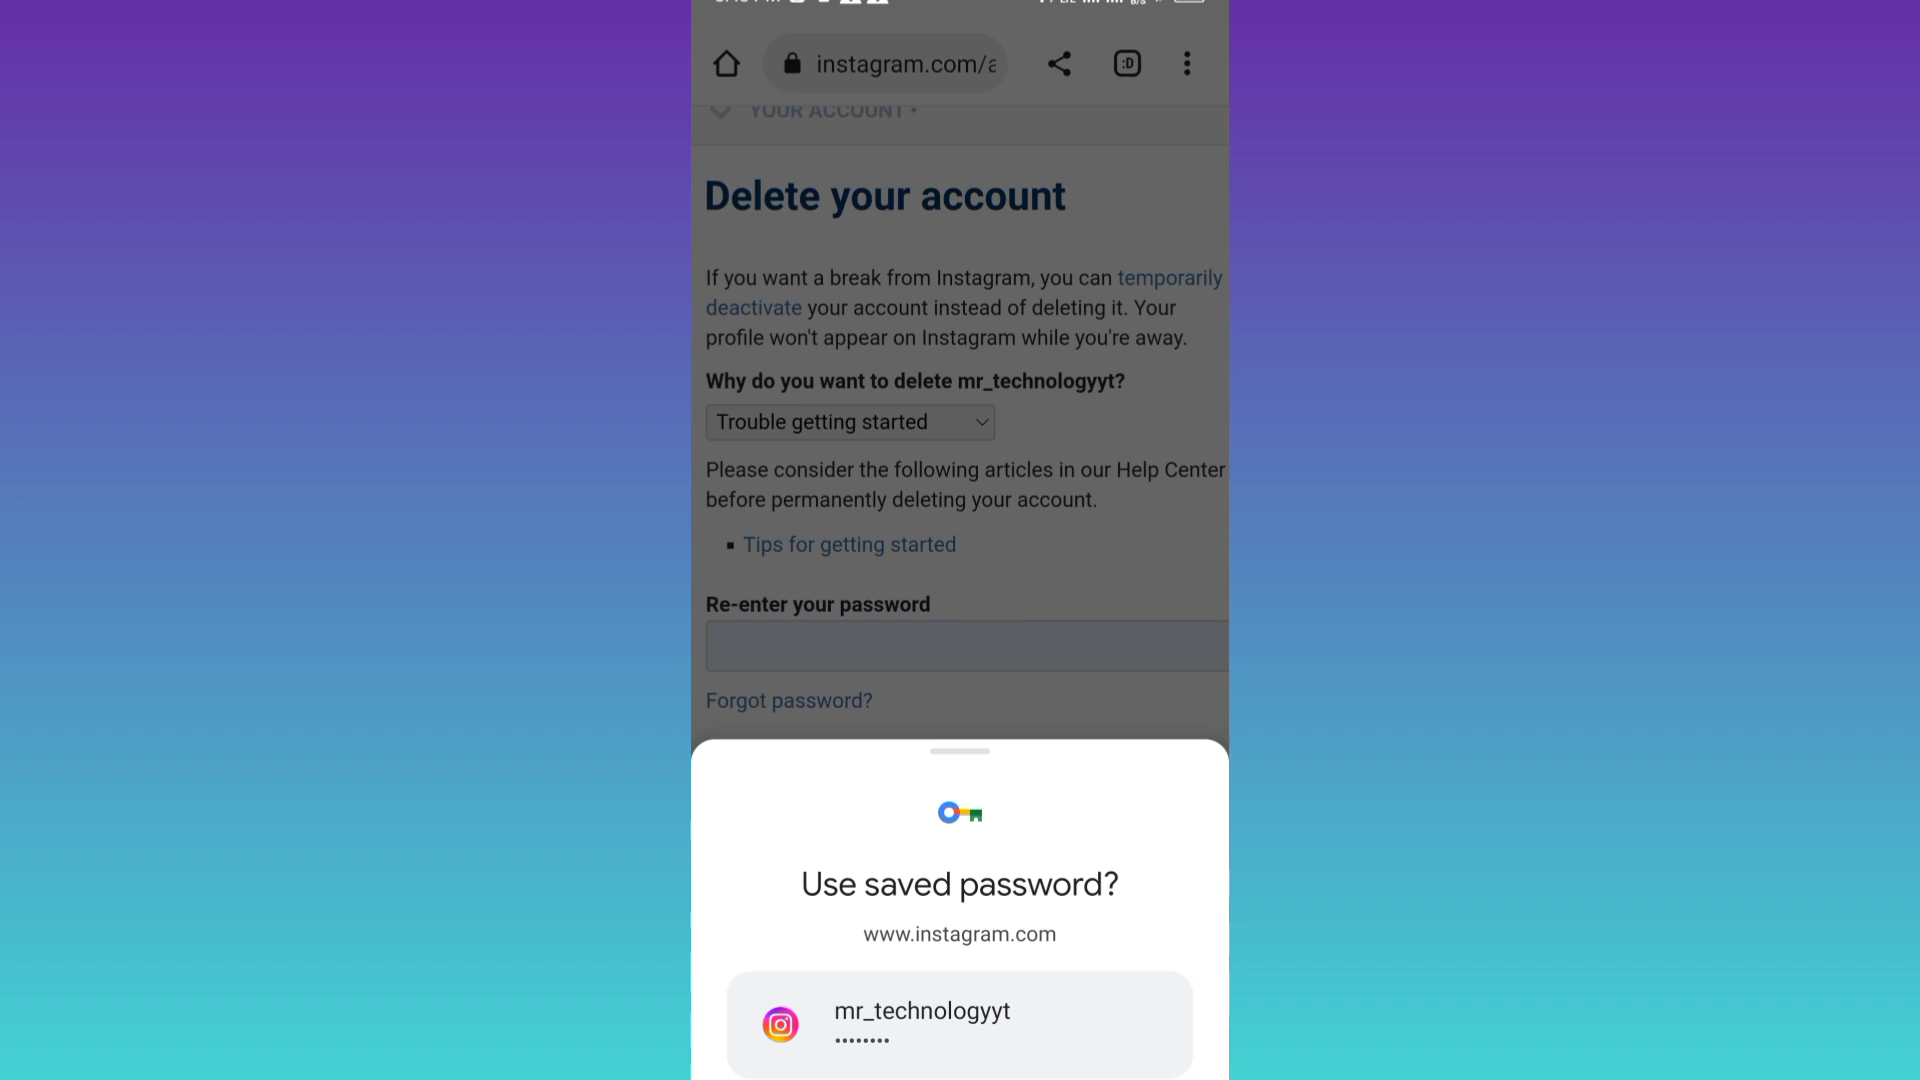 instagram.com/a
:D
YOUR ACCOUNT •
Delete your account
If you want a break from Instagram, you can temporarily
deactivate your account instead of deleting it. Your
profile won't appear on Instagram while you're away.
Why do you want to delete mr_technologyyt?
Trouble getting started
Please consider the following articles in our Help Center
before permanently deleting your account.
▪ Tips for getting started
Re-enter your password
Forgot password?
Use saved password?
www.instagram.com
mr_technologyyt
••••••••